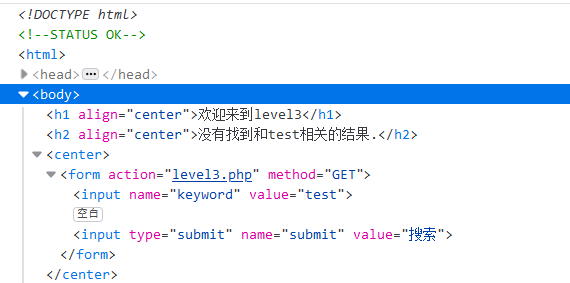 <!DOCTYPE html>
<!--STATUS OK-->
<html>
<head> ••• </head>
<body>
<h1 align="center">欢迎来到level3</h1>
<h2 align="center">没有找到和test相关的结果.</h2>
<center>
<form action="level3.php" method="GET">
<input name="keyword" value="test">
空白
<input type="submit" name="submit" value="搜索">
</form>
</center>